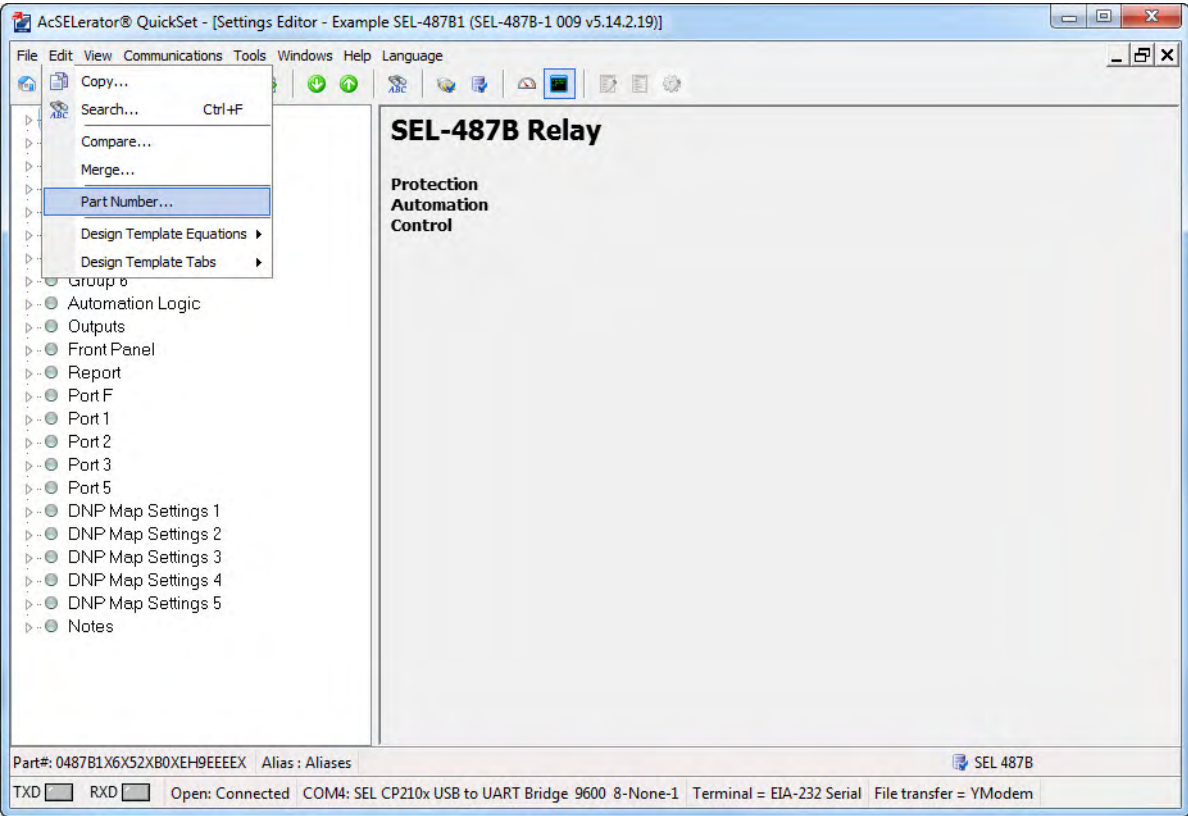 AcSELerator® QuickSet - [Settings Editor - Example SEL-487B1 (SEL-487B-1 009 v5.14.2.19)]
File Edit View Communications Tools Windows Help Language
Copy...
Search... Ctrl+F
Compare...
Merge...
Part Number...
Design Template Equations
Design Template Tabs
Group 6
Automation Logic
Outputs
Front Panel
Report
Port F
Port 1
Port 2
Port 3
Port 5
DNP Map Settings 1
DNP Map Settings 2
DNP Map Settings 3
DNP Map Settings 4
DNP Map Settings 5
Notes
SEL-487B Relay
Protection
Automation
Control
Part#: 0487B1X6X52XB0XEH9EEEEX Alias : Aliases SEL 487B
TXD RXD Open: Connected COM4: SEL CP210x USB to UART Bridge 9600 8-None-1 Terminal = EIA-232 Serial File transfer = YModem